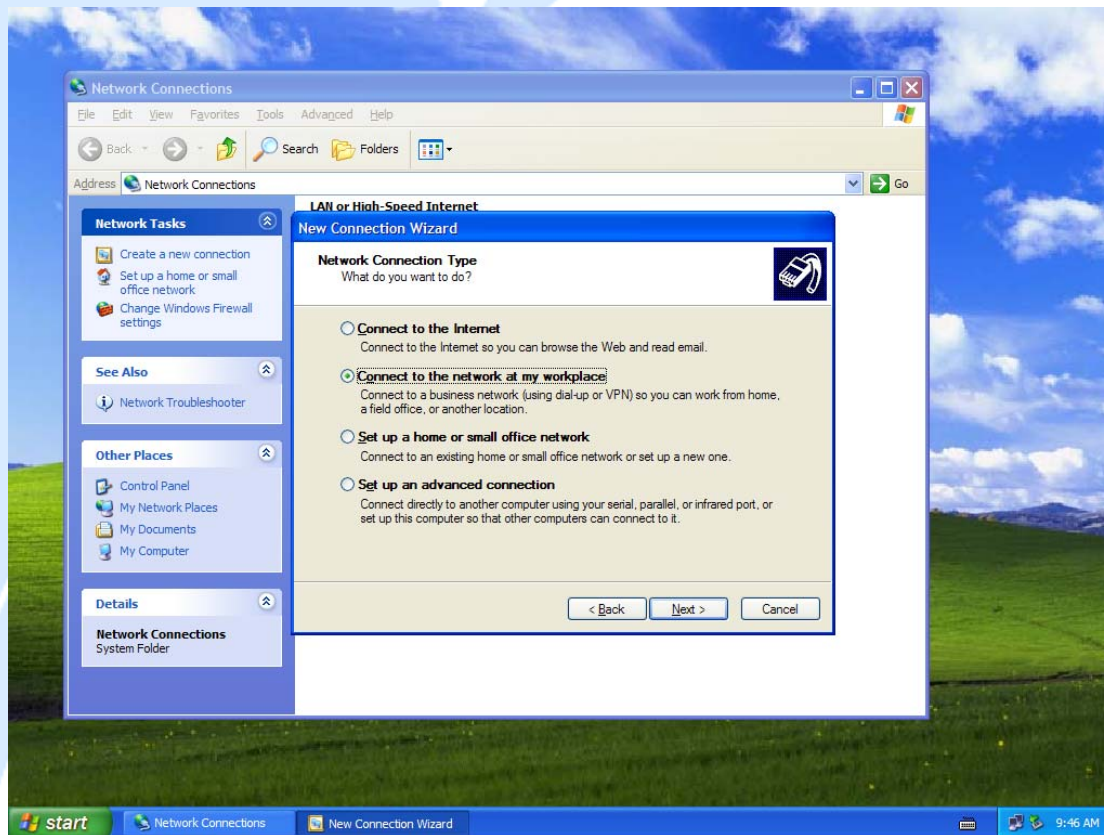 Network Connections
File Edit View Favorites Tools Advanced Help
Back Search Folders
Address Network Connections Go
LAN or High-Speed Internet
Network Tasks
Create a new connection
Set up a home or small
office network
Change Windows Firewall
settings
See Also
Network Troubleshooter
Other Places
Control Panel
My Network Places
My Documents
My Computer
Details
Network Connections
System Folder
New Connection Wizard
Network Connection Type
What do you want to do?
Connect to the Internet
Connect to the Internet so you can browse the Web and read email.
Connect to the network at my workplace
Connect to a business network (using dial-up or VPN) so you can work from home,
a field office, or another location.
Set up a home or small office network
Connect to an existing home or small office network or set up a new one.
Set up an advanced connection
Connect directly to another computer using your serial, parallel, or infrared port, or
set up this computer so that other computers can connect to it.
< Back Next > Cancel
start Network Connections New Connection Wizard 9:46 AM